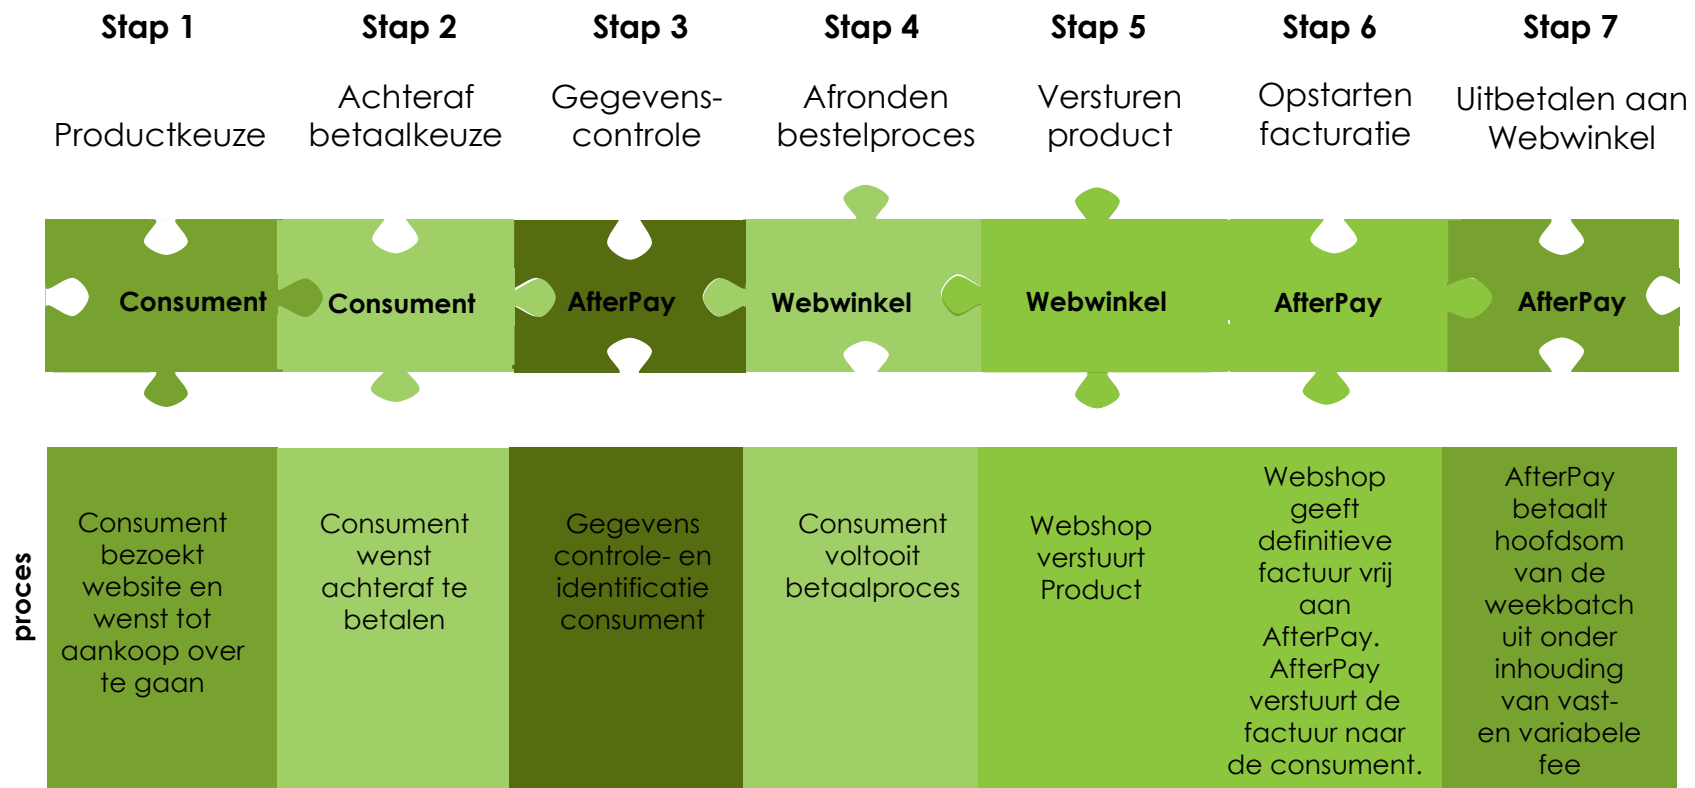 Stap 1
Stap 2
Stap 3
Stap 4
Stap 5
Stap 6
Stap 7
Productkeuze
Achteraf
betaalkeuze
Gegevens-
controle
Afronden
bestelproces
Versturen
product
Opstarten
facturatie
Uitbetalen aan
Webwinkel
Consument
Consument
AfterPay
Webwinkel
Webwinkel
AfterPay
AfterPay
proces
Consument
bezoekt
website en
wenst tot
aankoop over
te gaan
Consument
wenst
achteraf te
betalen
Gegevens
controle- en
identificatie
consument
Consument
voltooit
betaalproces
Webshop
verstuurt
Product
Webshop
geeft
definitieve
factuur vrij
aan
AfterPay.
AfterPay
verstuurt de
factuur naar
de consument.
AfterPay
betaalt
hoofdsom
van de
weekbatch
uit onder
inhouding
van vast-
en variabele
fee